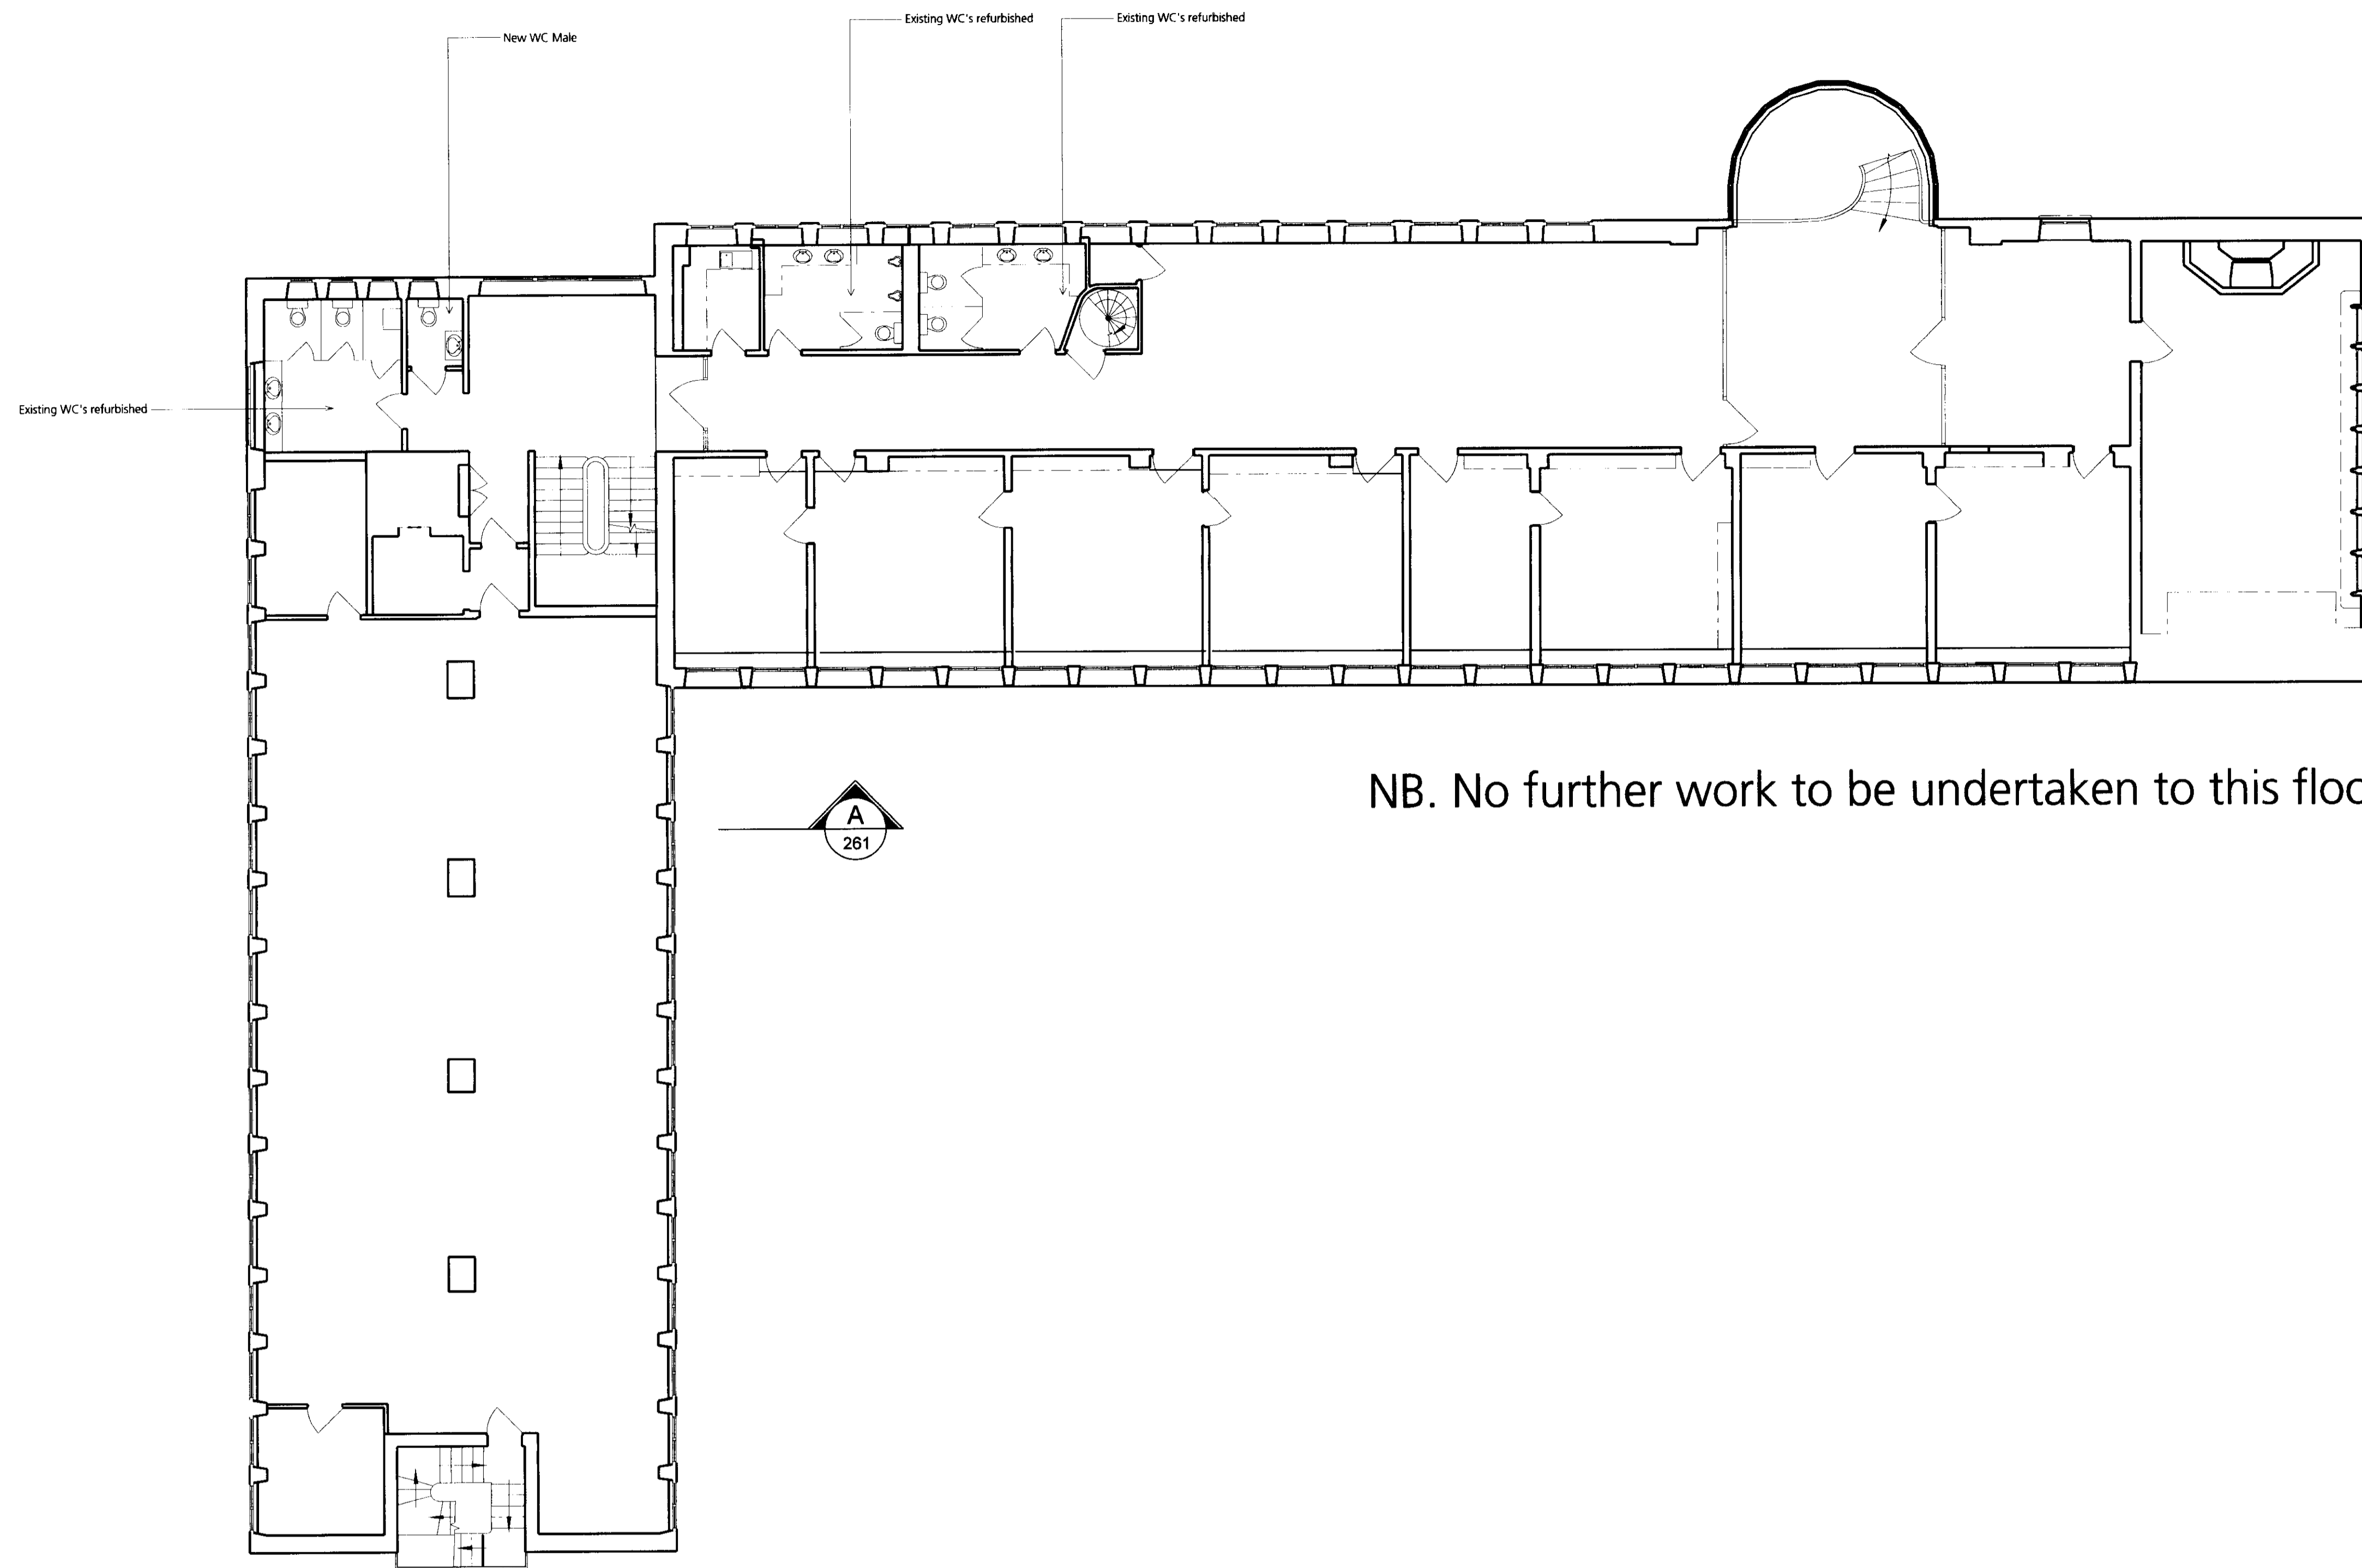 Existing WC's refurbished
Existing WC's refurbished
New WC Male
Existing WC's refurbished
NB. No further work to be undertaken to this
A
261